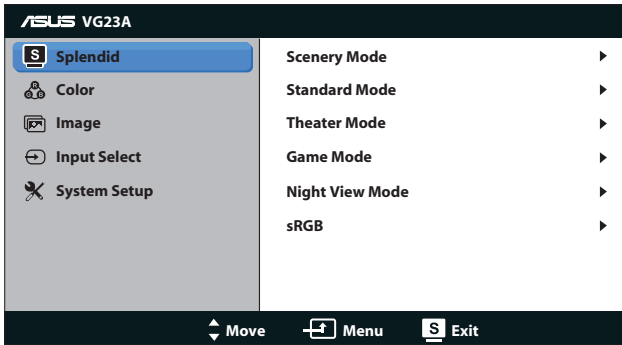 ASUS VG23A
S Splendid
Color
Image
Input Select
System Setup
Scenery Mode
Standard Mode
Theater Mode
Game Mode
Night View Mode
sRGB
Move Menu S Exit